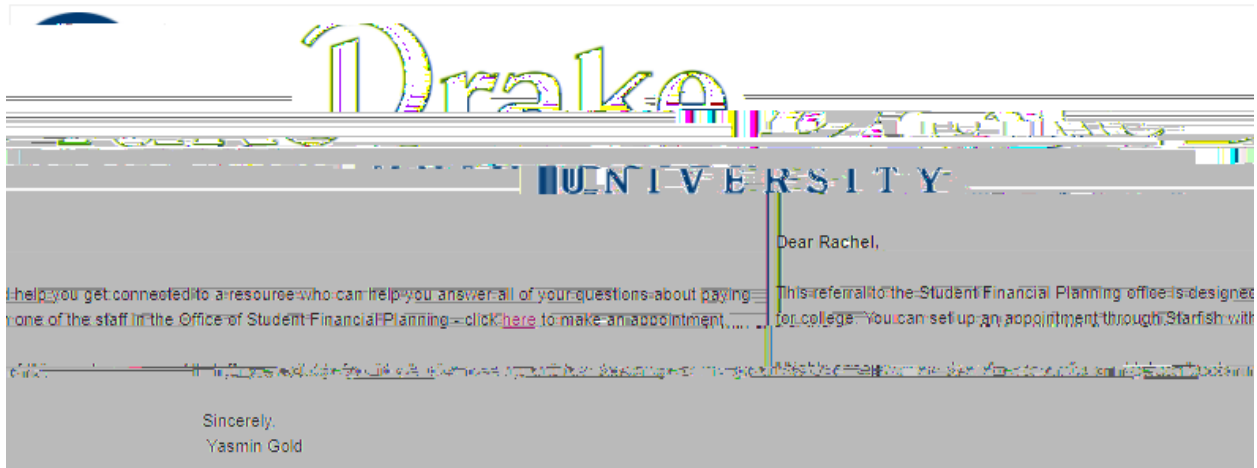 Drake
UNIVERSITY
Dear Rachel,
This referral to the Student Financial Planning office is designed
help you get connected to a resource who can help you answer all of your questions about paying
for college. You can set up an appointment through Starfish with
one of the staff in the Office of Student Financial Planning - click here to make an appointment
Sincerely,
Yasmin Gold